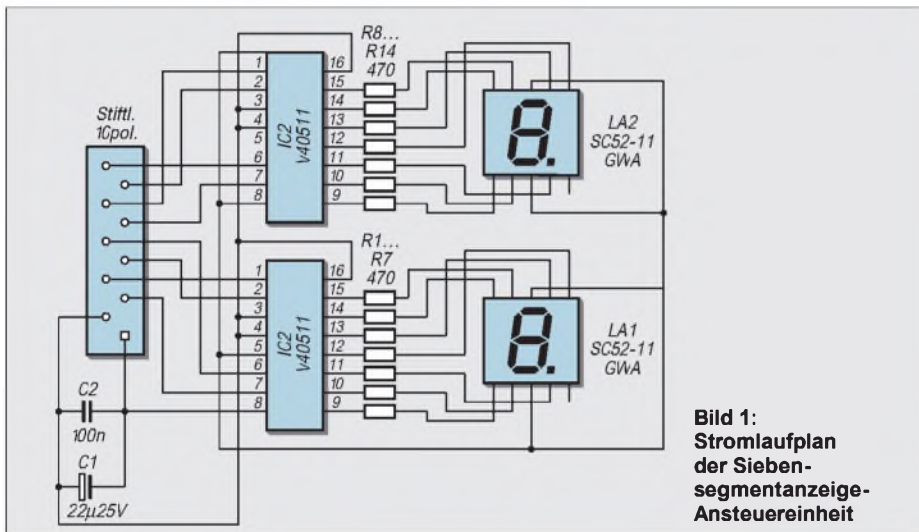 R8...
R14
470
Stiftl.
10pol.
1
2
3
4
5
6
7
8
IC2
V40511
16
15
14
13
12
11
10
9
LA2
SC52-11
GWA
R1...
R7
470
1
2
3
4
5
6
7
8
IC2
V40511
16
15
14
13
12
11
10
9
LA1
SC52-11
GWA
C2
100n
C1
22µ25V
Bild 1:
Stromlaufplan
der Sieben-
segmentanzeige-
Ansteuereinheit